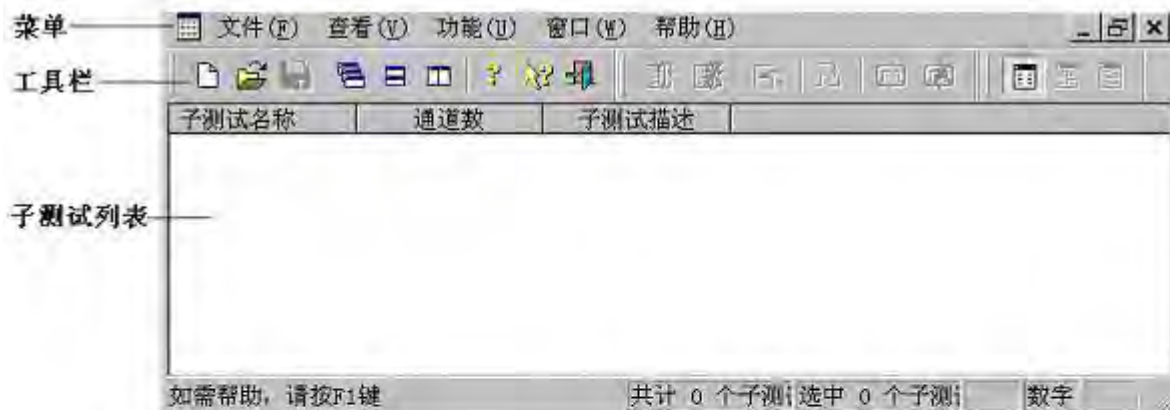 菜单 文件(F) 查看(V) 功能(U) 窗口(W) 帮助(H)
工具栏
子测试名称 通道数 子测试描述
子测试列表
如需帮助，请按F1键 共计 0 个子测 选中 0 个子测 数字